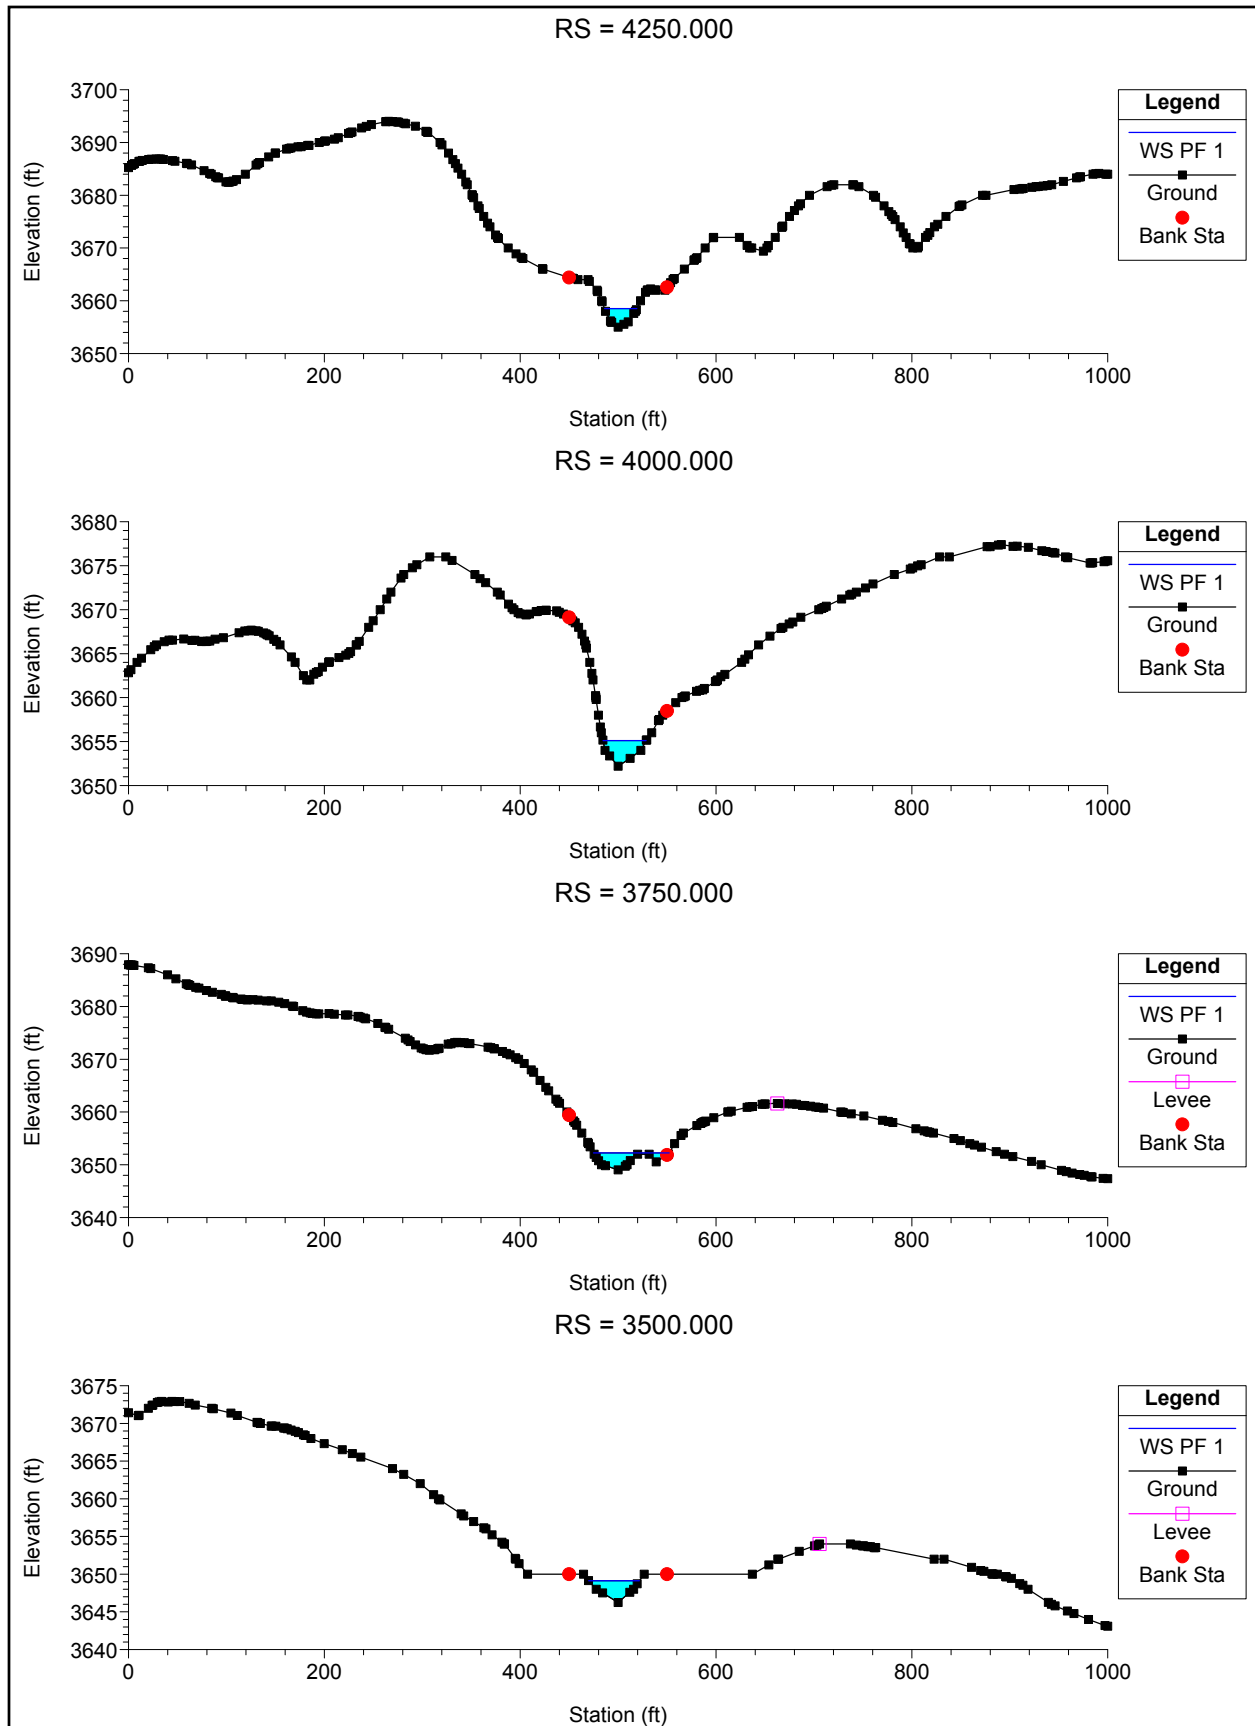 RS = 4250.000
3700
3690
3680
3670
3660
3650
Elevation (ft)
0 200 400 600 800 1000
Station (ft)
Legend
WS PF 1
Ground
Bank Sta
RS = 4000.000
3680
3675
3670
3665
3660
3655
3650
Elevation (ft)
0 200 400 600 800 1000
Station (ft)
Legend
WS PF 1
Ground
Bank Sta
RS = 3750.000
3690
3680
3670
3660
3650
3640
Elevation (ft)
0 200 400 600 800 1000
Station (ft)
Legend
WS PF 1
Ground
Levee
Bank Sta
RS = 3500.000
3675
3670
3665
3660
3655
3650
3645
3640
Elevation (ft)
0 200 400 600 800 1000
Station (ft)
Legend
WS PF 1
Ground
Levee
Bank Sta